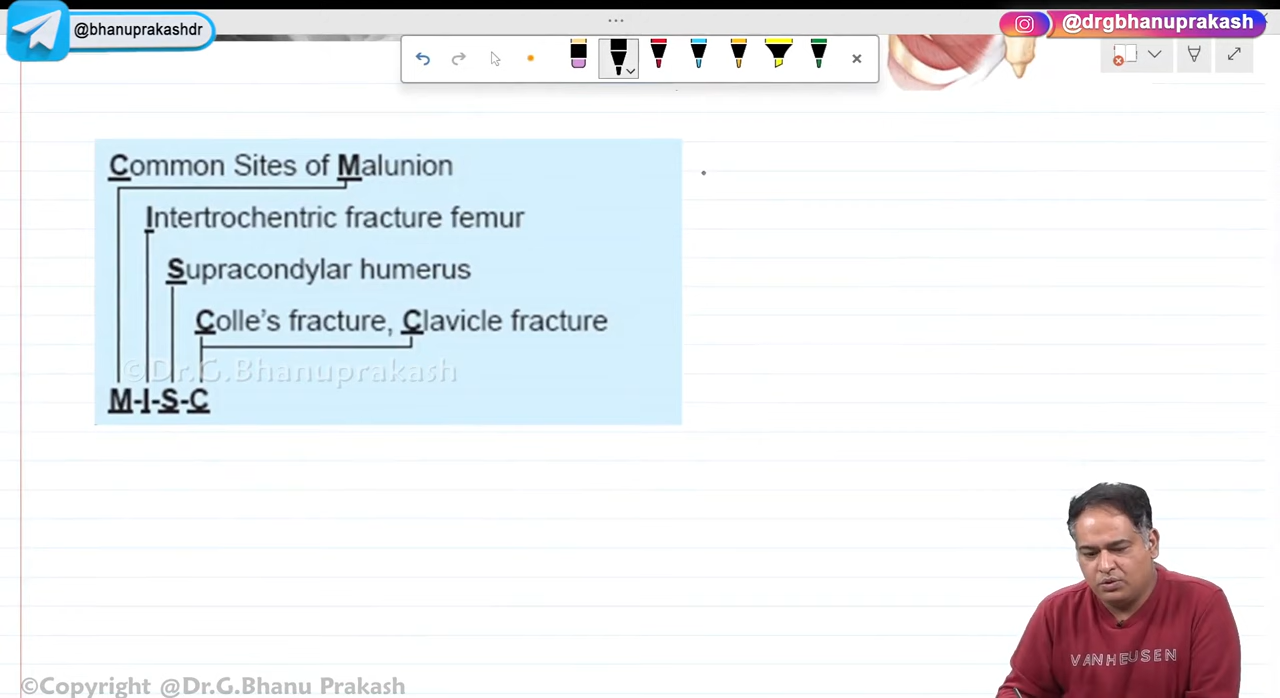 @bhanuprakashdr
@drgbhanuprakash
Common Sites of Malunion
Intertrochentric fracture femur
Supracondylar humerus
Colle's fracture, Clavicle fracture
©Dr.G.Bhanuprakash
M-I-S-C
VANHEUSEN
©Copyright @Dr.G.Bhanu Prakash